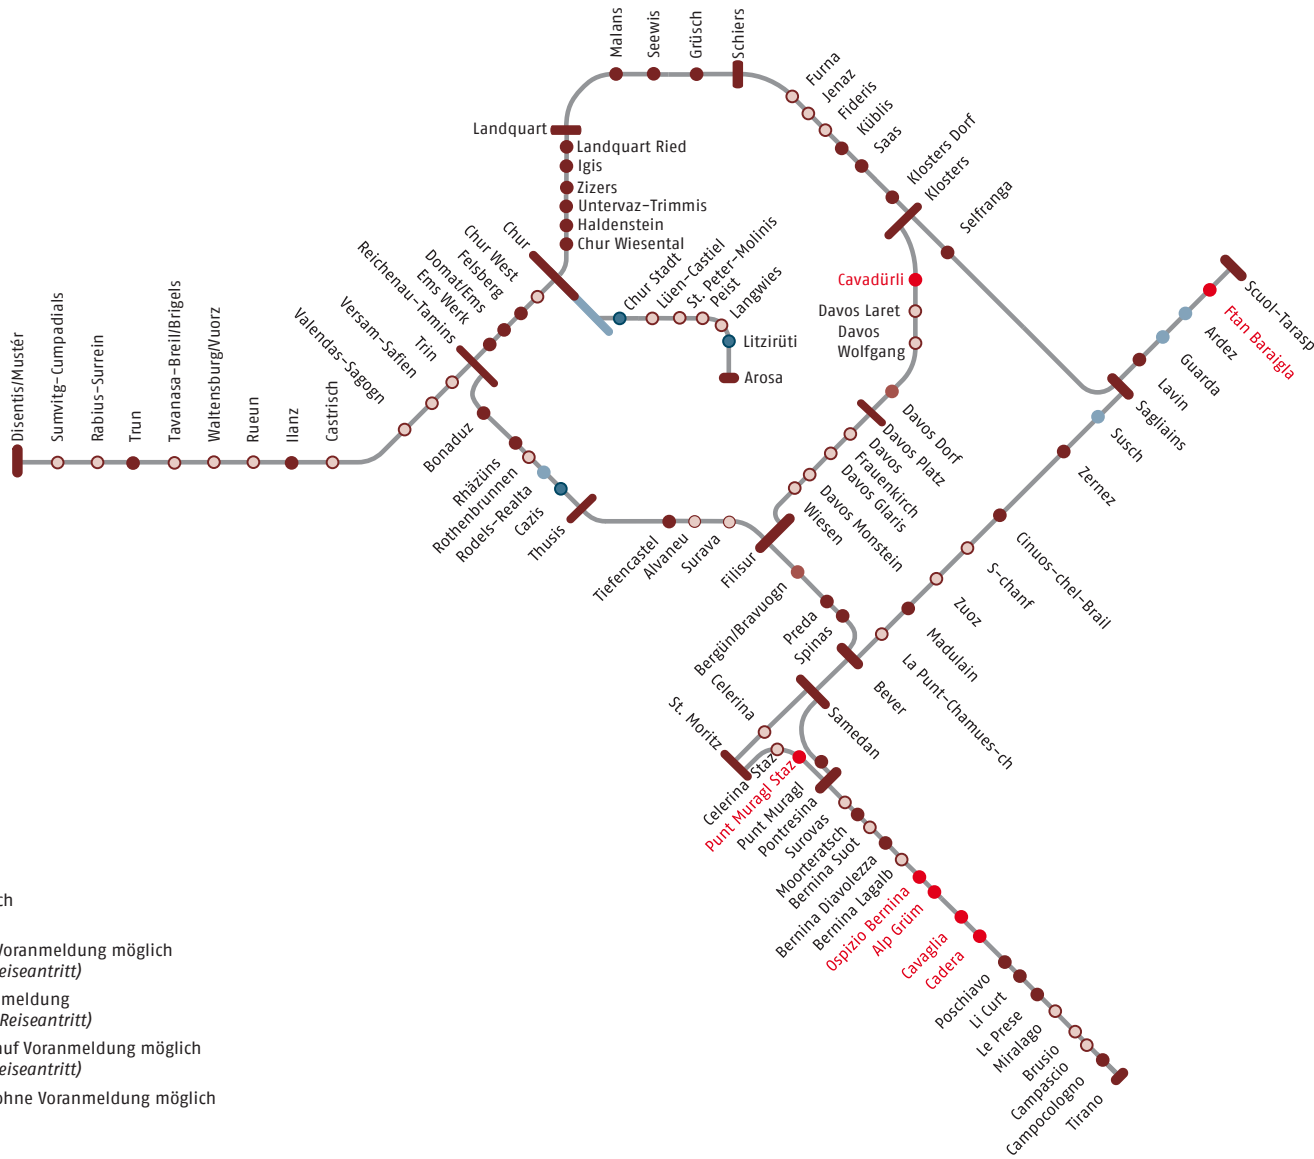 Malans
Seewis
Grüsch
Schiers
Furna
Jenaz
Fideris
Küblis
Saas
Klosters Dorf
Klosters
Selfranga
Landquart
Landquart Ried
Igis
Zizers
Untervaz-Trimmis
Haldenstein
Chur Wiesental
Chur
Chur West
Felsberg
Domat/Ems
Ems Werk
Reichenau-Tamins
Trin
Versam-Safien
Valendas-Sagogn
Castrisch
Ilanz
Rueun
Waltensburg/Vuorz
Tavanasa-Breil/Brigels
Trun
Rabius-Surrein
Sumvitg-Cumpadials
Disentis/Mustér
Chur Stadt
Lüen-Castiel
St. Peter-Molinis
Peist
Langwies
Litzirüti
Arosa
Cavadürli
Davos Laret
Davos
Wolfgang
Davos Dorf
Davos Platz
Davos
Frauenkirch
Davos Glaris
Davos Monstein
Wiesen
Filisur
Bonaduz
Rhäzüns
Rothenbrunnen
Rodels-Realta
Cazis
Thusis
Tiefencastel
Alvaneu
Surava
Bergün/Bravuogn
Preda
Spinas
Bever
Samedan
Celerina
St. Moritz
Scuol-Tarasp
Ftan Baraigla
Ardez
Guarda
Lavin
Sagliains
Susch
Zernez
Cinuos-chel-Brail
S-chanf
Zuoz
Madulain
La Punt-Chamues-ch
Celerina Staz
Punt Muragl Staz
Punt Muragl
Pontresina
Surovas
Moorteratsch
Bernina Suot
Bernina Diavolezza
Bernina Lagalb
Ospizio Bernina
Alp Grüm
Cavaglia
Cadera
Poschiavo
Li Curt
Le Prese
Miralago
Brusio
Campascio
Campocologno
Tirano
ch
Voranmeldung möglich
eiseantritt)
meldung
Reiseantritt)
auf Voranmeldung möglich
eiseantritt)
ohne Voranmeldung möglich